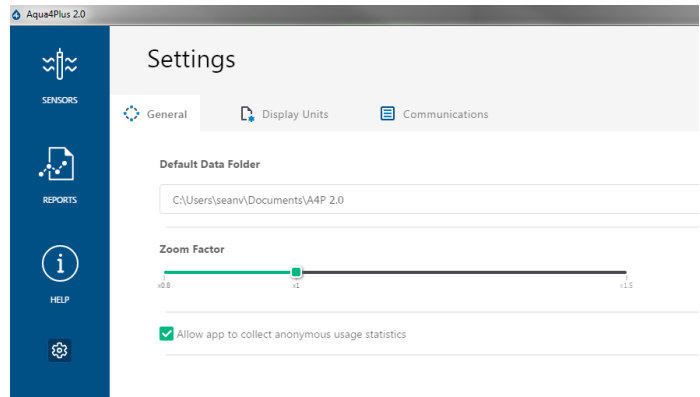 Aqua4Plus 2.0
SENSORS
REPORTS
HELP
Settings
General Display Units Communications
Default Data Folder
C:\Users\seanv\Documents\A4P 2.0
Zoom Factor
x0.8 x1 x1.5
Allow app to collect anonymous usage statistics